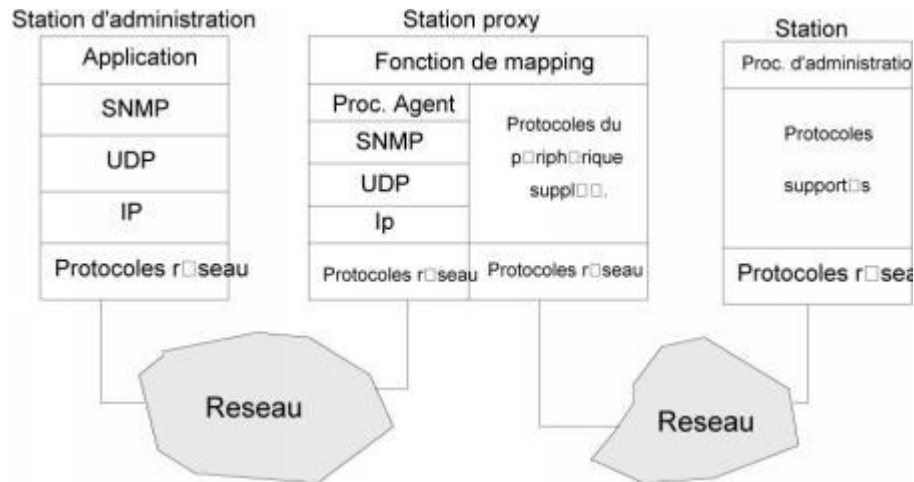 Station d'administration
Application
SNMP
UDP
IP
Protocoles r□seau
Station proxy
Fonction de mapping
Proc. Agent
SNMP
UDP
Ip
Protocoles r□seau
Protocoles du
p□riph□rique
suppl□□.
Protocoles r□seau
Station
Proc. d'administratio
Protocoles
support□s
Protocoles r□sea
Reseau
Reseau